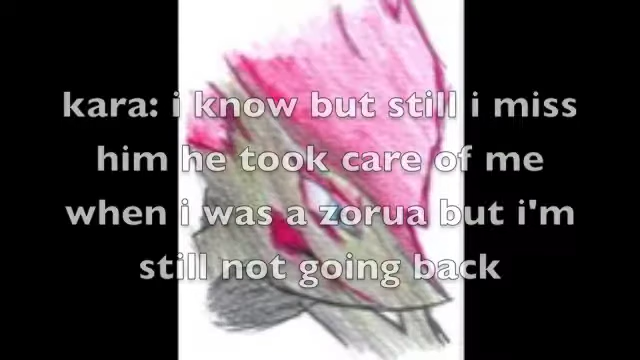 kara: i know but still i miss
him he took care of me
when i was a zorua but i'm
still not going back